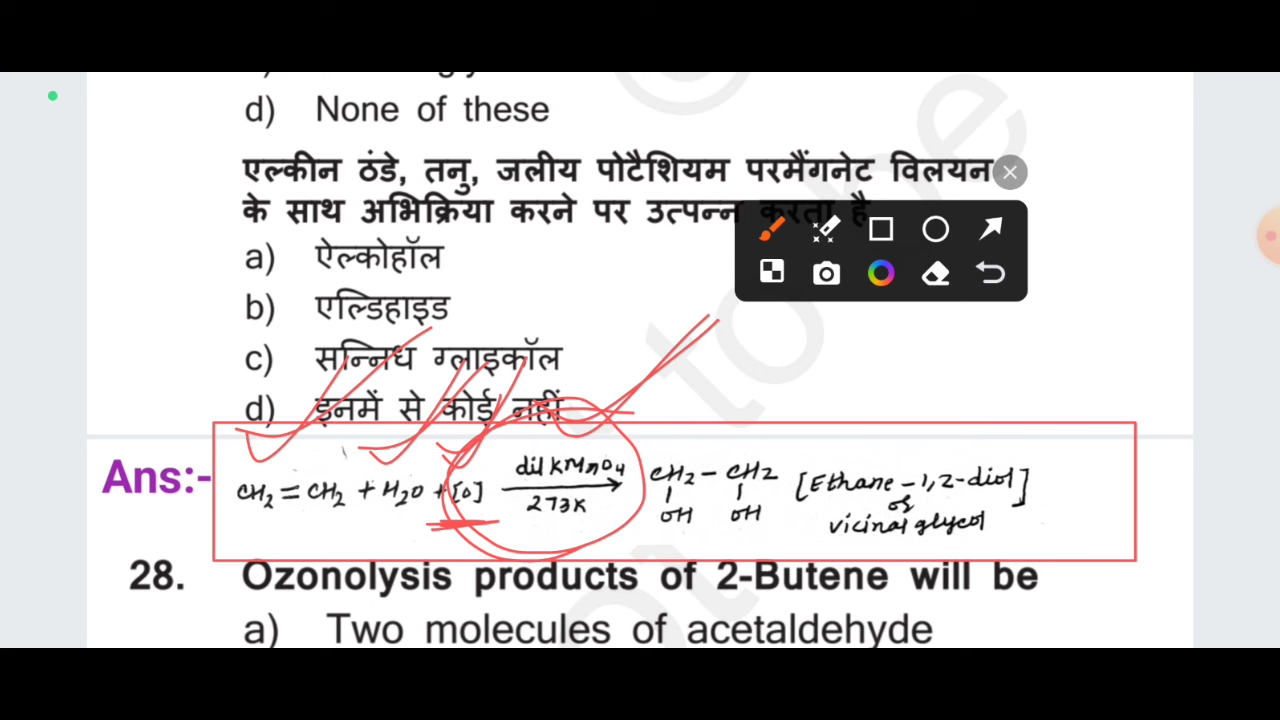 d) None of these
एल्कीन ठंडे, तनु, जलीय पोटैशियम परमैंगनेट विलयन
के साथ अभिक्रिया करने पर उत्पन्न करता है
a) ऐल्कोहॉल
b) एल्डिहाइड
c) सन्निध ग्लाइकॉल
d) इनमें से कोई नहीं
Ans:- CH2=CH2 + H2O + [O] dil KMnO4 273K CH2-CH2 OH OH [Ethane-1,2-diol] or vicinal glycol
28. Ozonolysis products of 2-Butene will be
a) Two molecules of acetaldehyde